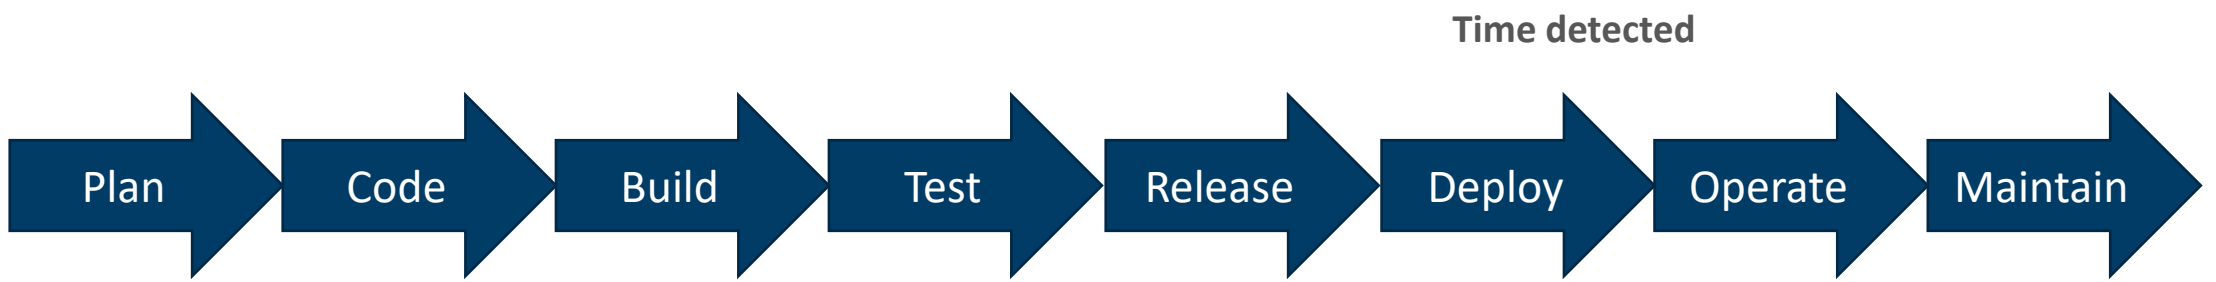 Time detected
Plan
Code
Build
Test
Release
Deploy
Operate
Maintain